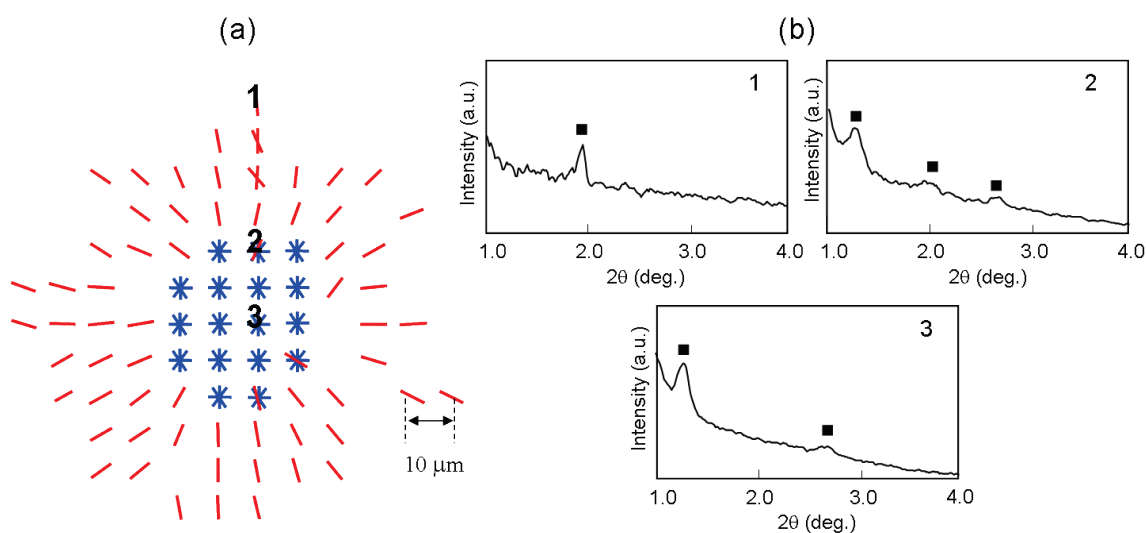 (a)
(b)
1
2
3
10 μm
1
Intensity (a.u.)
1.0 2.0 3.0 4.0
2θ (deg.)
2
Intensity (a.u.)
1.0 2.0 3.0 4.0
2θ (deg.)
3
Intensity (a.u.)
1.0 2.0 3.0 4.0
2θ (deg.)